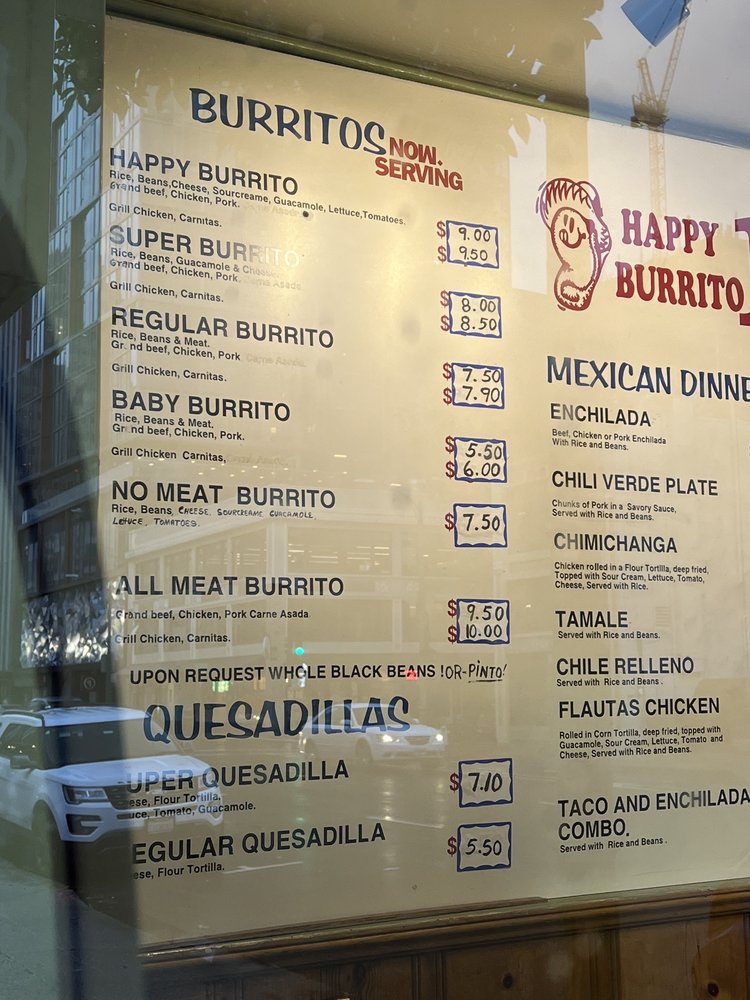 BURRITOS NOW.
SERVING
HAPPY BURRITO
Rice, Beans,Cheese, Sourcreame, Guacamole, Lettuce,Tomatoes.
Grand beef, Chicken, Pork. Carne Asada
Grill Chicken, Carnitas.
$ 9.00
$ 9.50
SUPER BURRITO
Rice, Beans, Guacamole & Cheese.
Grand beef, Chicken, Pork. Carne Asada
Grill Chicken, Carnitas.
$ 8.00
$ 8.50
REGULAR BURRITO
Rice, Beans & Meat.
Grand beef, Chicken, Pork Carne Asada.
Grill Chicken, Carnitas.
$ 7.50
$ 7.90
BABY BURRITO
Rice, Beans & Meat,
Grand beef, Chicken, Pork.
Grill Chicken Carnitas, Carne Asada.
$ 5.50
$ 6.00
NO MEAT BURRITO
Rice, Beans, CHEESE, SOURCREAME, GUACAMOLE,
LETUCE, TOMATOES.
$ 7.50
ALL MEAT BURRITO
Grand beef, Chicken, Pork Carne Asada
Grill Chicken, Carnitas.
$ 9.50
$ 10.00
UPON REQUEST WHOLE BLACK BEANS !OR-PINTO!
QUESADILLAS
UPER QUESADILLA
ese, Flour Tortilla.
uce, Tomato, Guacamole.
$ 7.10
EGULAR QUESADILLA
ese, Flour Tortilla.
$ 5.50
HAPPY
BURRITO
MEXICAN DINNE
ENCHILADA
Beef, Chicken or Pork Enchilada
With Rice and Beans.
CHILI VERDE PLATE
Chunks of Pork in a Savory Sauce,
Served with Rice and Beans.
CHIMICHANGA
Chicken rolled in a Flour Tortilla, deep fried,
Topped with Sour Cream, Lettuce, Tomato,
Cheese, Served with Rice.
TAMALE
Served with Rice and Beans.
CHILE RELLENO
Served with Rice and Beans .
FLAUTAS CHICKEN
Rolled in Corn Tortilla, deep fried, topped with
Guacamole, Sour Cream, Lettuce, Tomato and
Cheese, Served with Rice and Beans.
TACO AND ENCHILADA
COMBO.
Served with Rice and Beans .